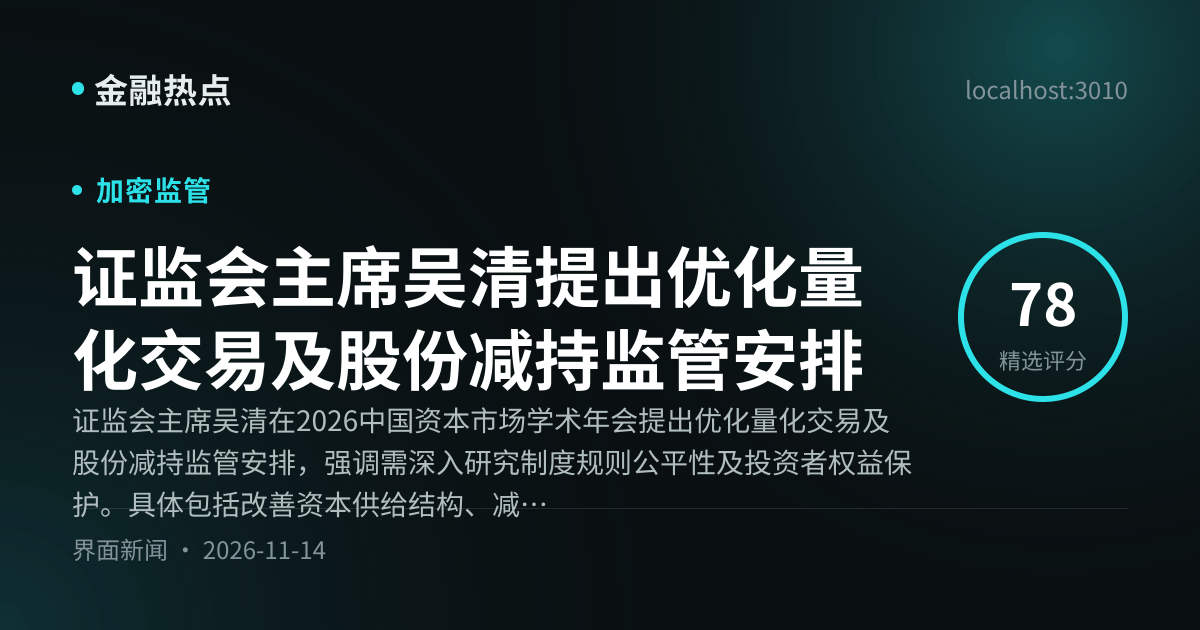 金融热点
localhost:3010
加密监管
证监会主席吴清提出优化量
化交易及股份减持监管安排
78
精选评分
证监会主席吴清在2026中国资本市场学术年会提出优化量化交易及
股份减持监管安排，强调需深入研究制度规则公平性及投资者权益保
护。具体包括改善资本供给结构、减…
界面新闻 · 2026-11-14